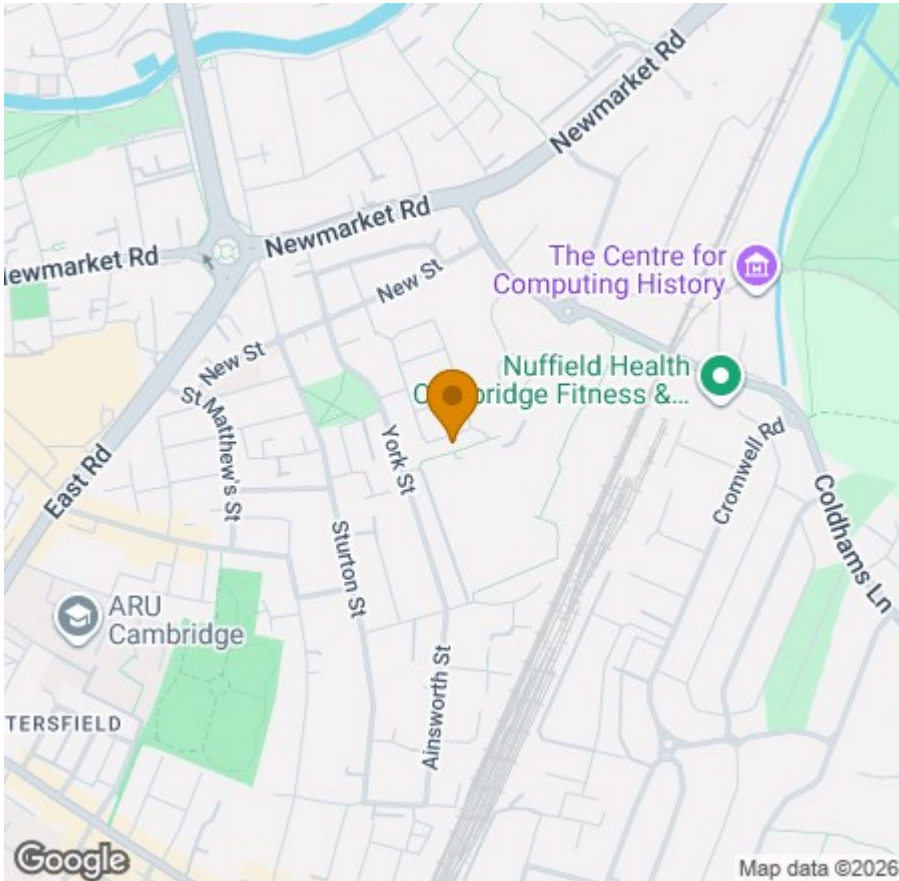 Newmarket Rd
Newmarket Rd
ewmarket Rd
New St
The Centre for
Computing History
New St
Nuffield Health
C bridge Fitness &...
St Matthew's St
York St
East Rd
Cromwell Rd
Coldhams Ln
Sturton St
ARU
Cambridge
Ainsworth St
TERSFIELD
Google
Map data ©2026